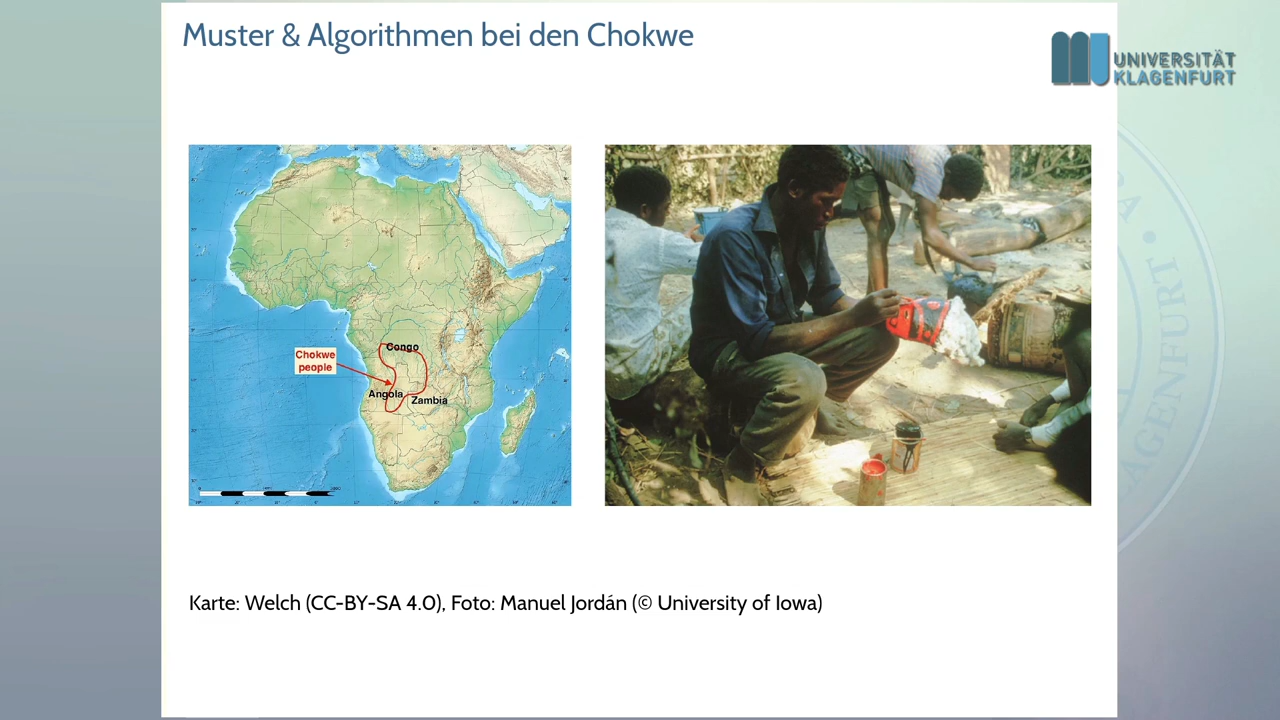 Muster & Algorithmen bei den Chokwe
UNIVERSITÄT
KLAGENFURT
Congo
Chokwe
people
Angola
Zambia
Karte: Welch (CC-BY-SA 4.0), Foto: Manuel Jordán (© University of Iowa)
AGENFURT